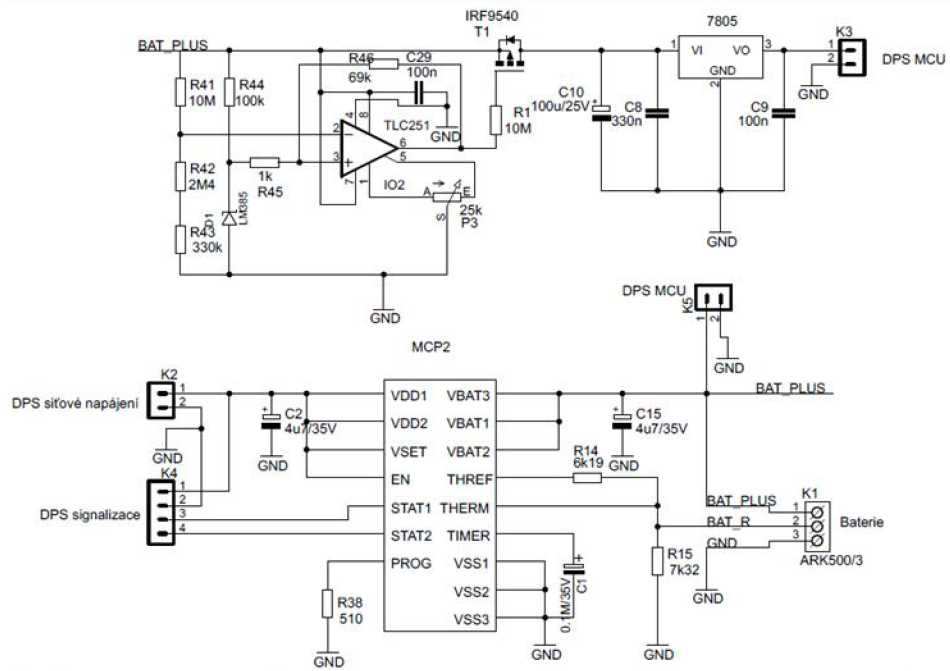 IRF9540
T1
7805
K3
BAT_PLUS
R46
69k
C29
100n
1
VI
VO
3
GND
2
1
2
DPS MCU
GND
R41
10M
R44
100k
R1
10M
C10
100u/25V
+
C8
330n
C9
100n
GND
4
8
TLC251
2
3
6
5
1
7
R42
2M4
1k
R45
IO2
A
E
S
25k
P3
D1
LM385
R43
330k
GND
GND
DPS MCU
K5
1
2
GND
MCP2
BAT_PLUS
K2
1
2
DPS síťové napájení
GND
+
C2
4u7/35V
GND
VDD1
VDD2
VSET
EN
STAT1
STAT2
PROG
VBAT3
VBAT1
VBAT2
THREF
THERM
TIMER
VSS1
VSS2
VSS3
+
C15
4u7/35V
GND
R14
6k19
K4
1
2
3
4
DPS signalizace
BAT_PLUS
BAT_R
GND
K1
1
2
3
Baterie
ARK500/3
R15
7k32
GND
+
0.1M/35V
C1
R38
510
GND
GND
GND